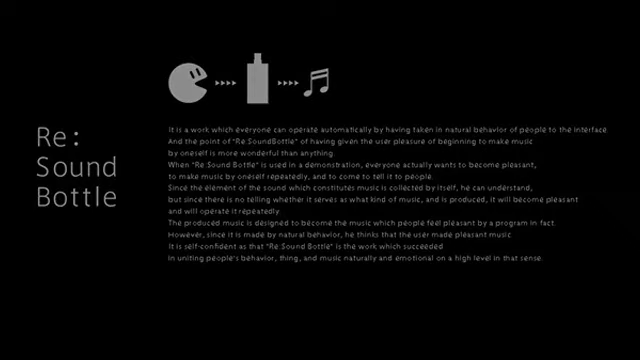 Re:
Sound
Bottle
It is a work which everyone can operate automatically by having taken in natural behavior of people to the interface.
And the point of "Re:SoundBottle" of having given the user pleasure of beginning to make music
by oneself is more wonderful than anything.
When "Re:Sound Bottle" is used in a demonstration, everyone actually wants to become pleasant,
to make music by oneself repeatedly, and to come to tell it to people.
Since the element of the sound which constitutes music is collected by itself, he can understand,
but since there is no telling whether it serves as what kind of music, and is produced, it will become pleasant
and will operate it repeatedly.
The produced music is designed to become the music which people feel pleasant by a program in fact.
However, since it is made by natural behavior, he thinks that the user made pleasant music.
It is self-confident as that "Re:Sound Bottle" is the work which succeeded
In uniting people's behavior, thing, and music naturally and emotional on a high level in that sense.